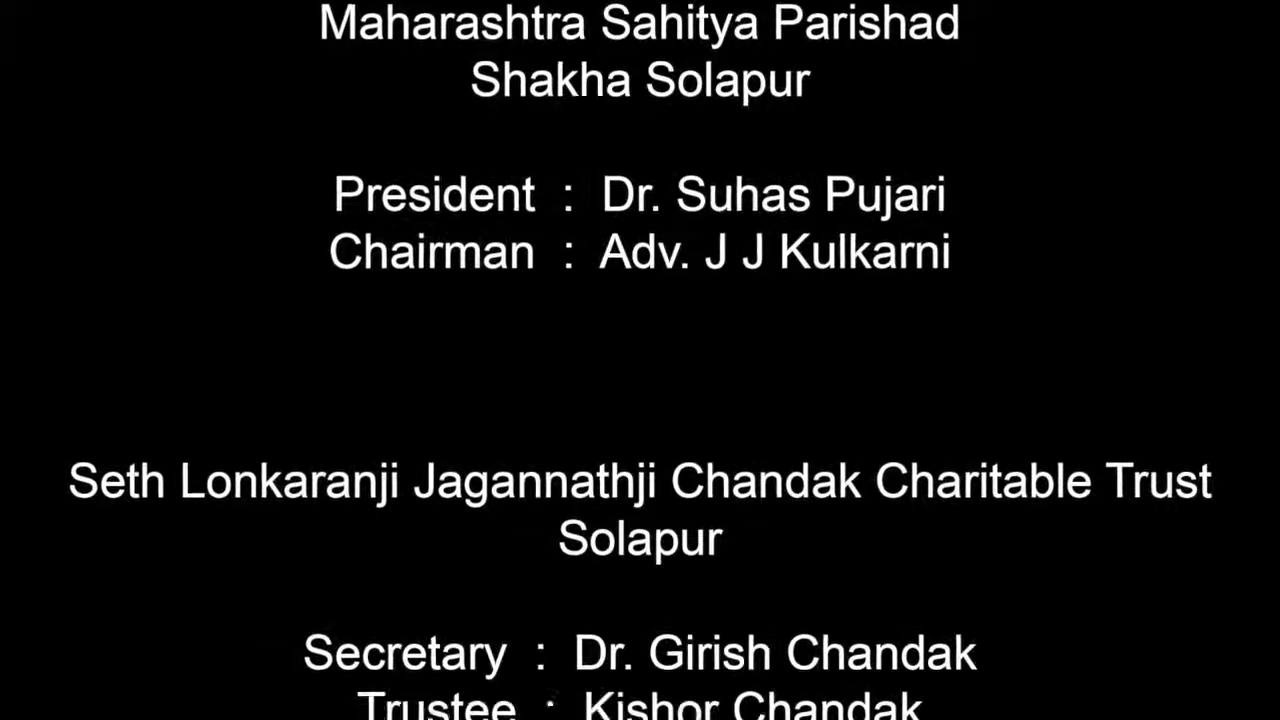 Maharashtra Sahitya Parishad
Shakha Solapur
President : Dr. Suhas Pujari
Chairman : Adv. J J Kulkarni
Seth Lonkaranji Jagannathji Chandak Charitable Trust
Solapur
Secretary : Dr. Girish Chandak
Trustee : Kishor Chandak